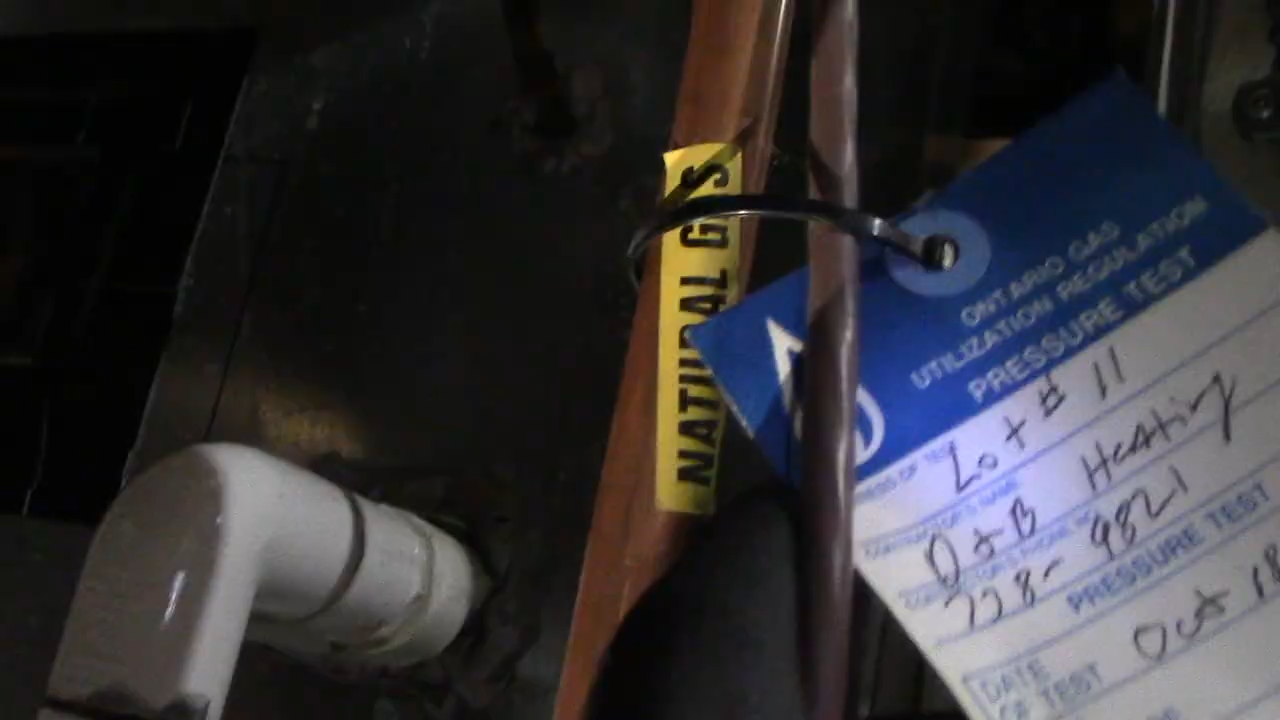 NATURAL GAS
ONTARIO GAS
UTILIZATION REGULATION
PRESSURE TEST
Lot # 11
D & B Heating
728-9821
PRESSURE TEST
DATE
OF TEST
Oct 18